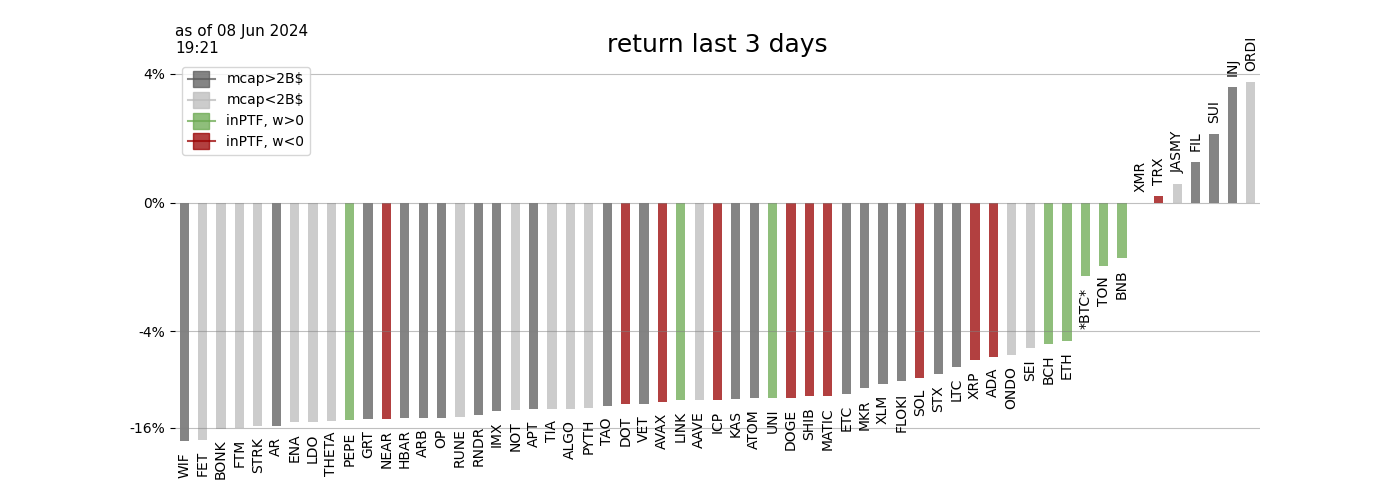 as of 08 Jun 2024
19:21
return last 3 days
mcap>2B$
mcap<2B$
inPTF, w>0
inPTF, w<0
4%
0%
-4%
-16%
WIF
FET
BONK
FTM
STRK
AR
ENA
LDO
THETA
PEPE
GRT
NEAR
HBAR
ARB
OP
RUNE
RNDR
IMX
NOT
APT
TIA
ALGO
PYTH
TAO
DOT
VET
AVAX
LINK
AAVE
ICP
KAS
ATOM
UNI
DOGE
SHIB
MATIC
ETC
MKR
XLM
FLOKI
SOL
STX
LTC
XRP
ADA
ONDO
SEI
BCH
ETH
*BTC*
TON
BNB
XMR
TRX
JASMY
FIL
SUI
INJ
ORDI